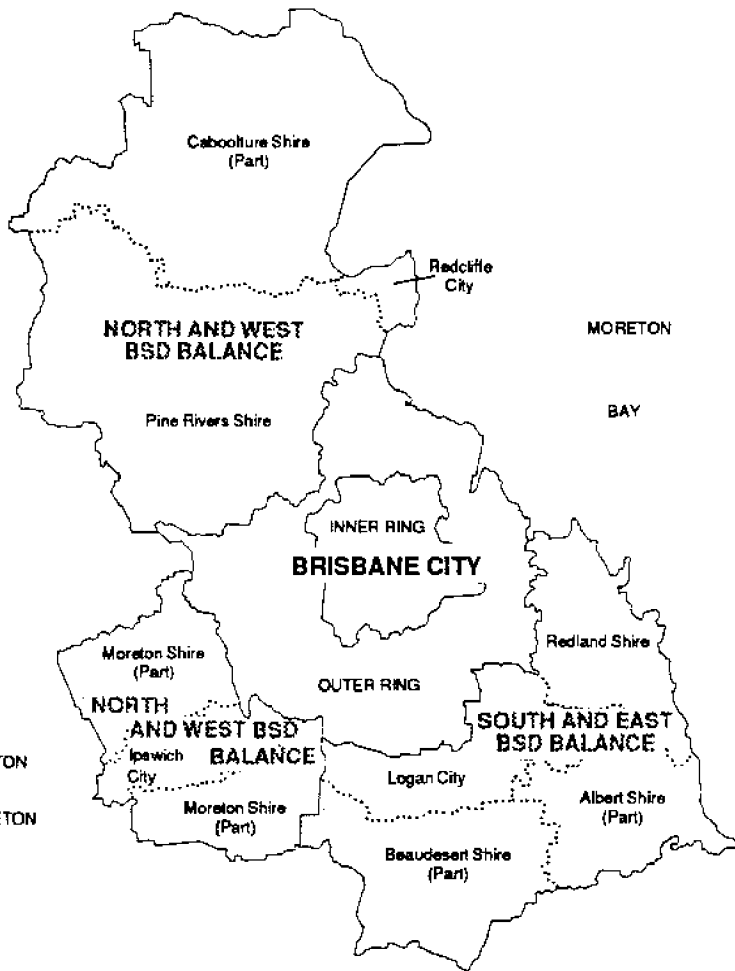 Caboolture Shire
(Part)
Redcliffe
City
NORTH AND WEST
BSD BALANCE
MORETON
BAY
Pine Rivers Shire
INNER RING
BRISBANE CITY
Redland Shire
Moreton Shire
(Part)
OUTER RING
NORTH
AND WEST BSD
BALANCE
SOUTH AND EAST
BSD BALANCE
Ipswich
City
TON
Logan City
Albert Shire
(Part)
Moreton Shire
(Part)
ETON
Beaudesert Shire
(Part)